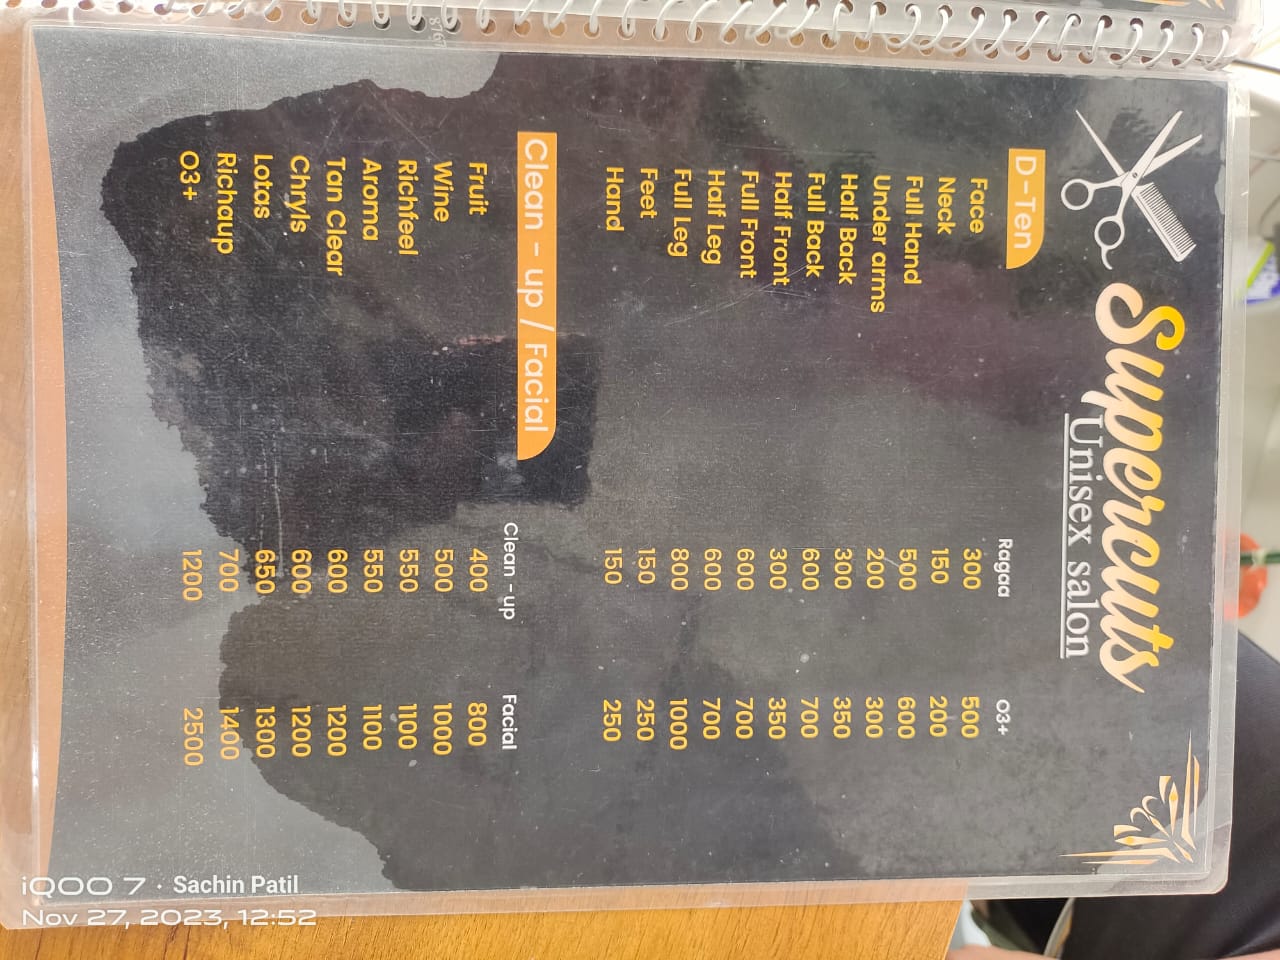 Supercuts
Unisex salon
D-Ten
Ragaa O3+
Face 300 500
Neck 150 200
Full Hand 500 600
Under arms 200 300
Half Back 300 350
Full Back 600 700
Half Front 300 350
Full Front 600 700
Half Leg 600 700
Full Leg 800 1000
Feet 150 250
Hand 150 250
Clean - up / Facial
Clean - up Facial
Fruit 400 800
Wine 500 1000
Richfeel 550 1100
Aroma 550 1100
Tan Clear 600 1200
Chryls 600 1200
Lotas 650 1300
Richaup 700 1400
O3+ 1200 2500
iQOO 7 · Sachin Patil
Nov 27, 2023, 12:52